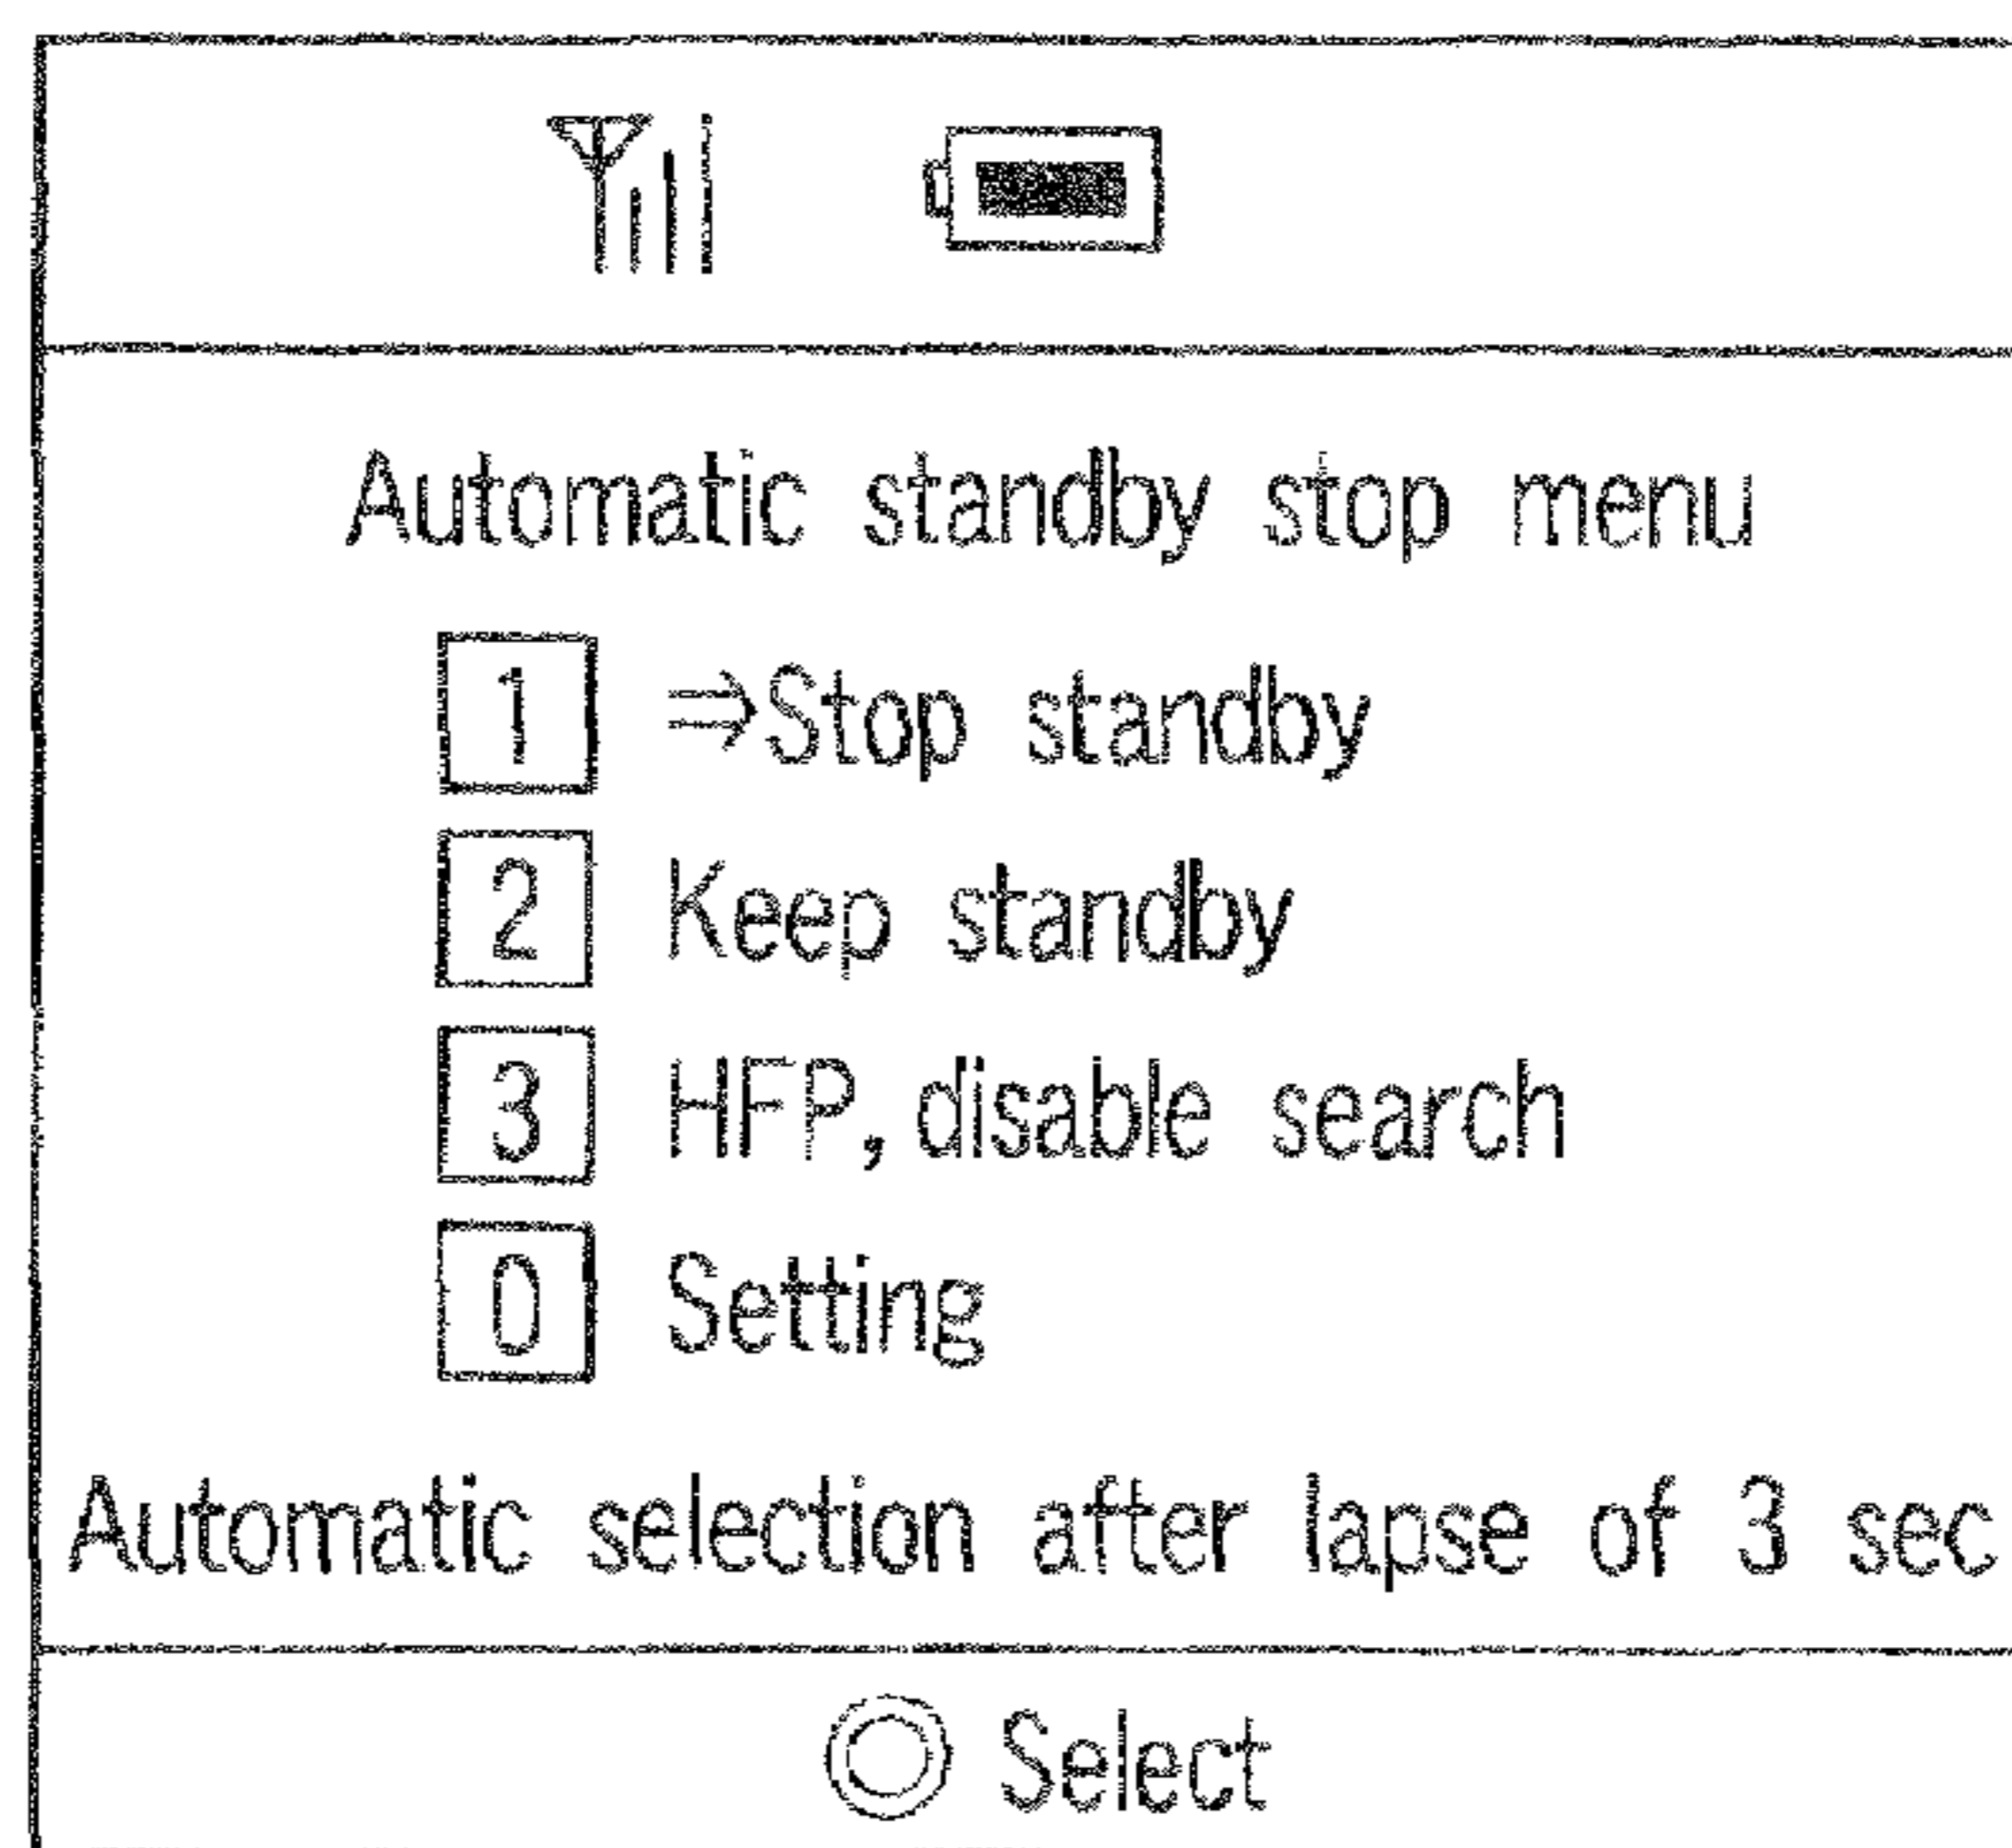 Automatic standby stop menu
1 ⇒Stop standby
2 Keep standby
3 HFP, disable search
0 Setting
Automatic selection after lapse of 3 sec
Select